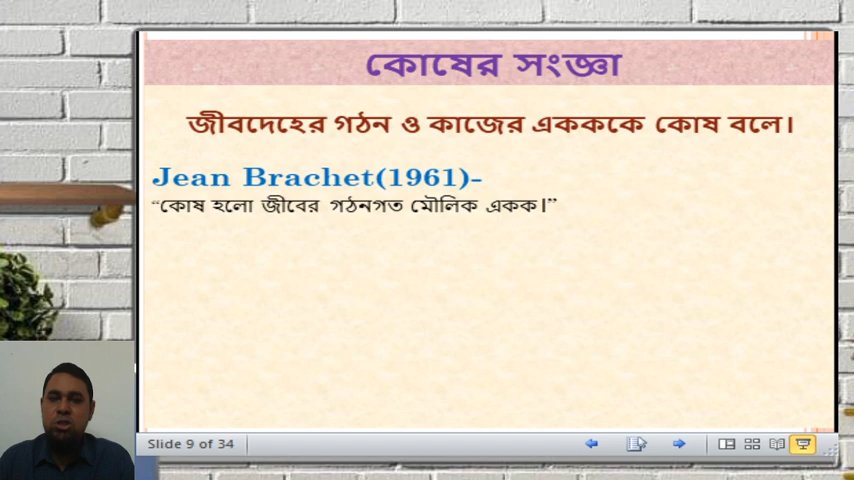 কোষের সংজ্ঞা
জীবদেহের গঠন ও কাজের একককে কোষ বলে।
Jean Brachet(1961)-
“কোষ হলো জীবের গঠনগত মৌলিক একক।”
Slide 9 of 34